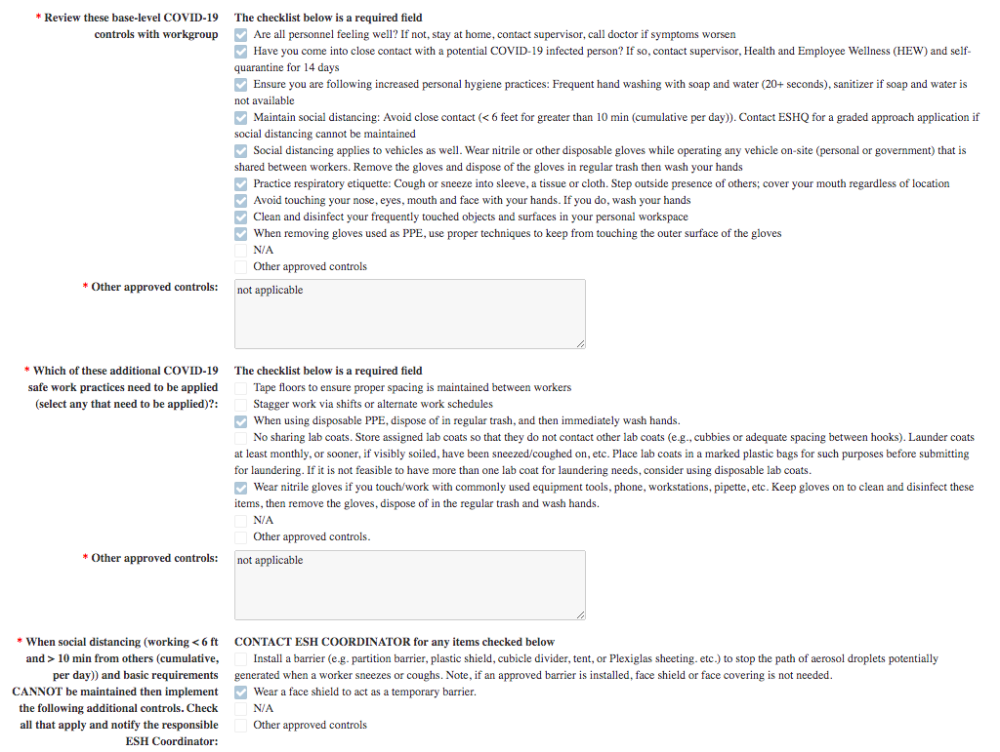 * Review these base-level COVID-19 controls with workgroup
The checklist below is a required field
Are all personnel feeling well? If not, stay at home, contact supervisor, call doctor if symptoms worsen
Have you come into close contact with a potential COVID-19 infected person? If so, contact supervisor, Health and Employee Wellness (HEW) and self-
quarantine for 14 days
Ensure you are following increased personal hygiene practices: Frequent hand washing with soap and water (20+ seconds), sanitizer if soap and water is
not available
Maintain social distancing: Avoid close contact (< 6 feet for greater than 10 min (cumulative per day)). Contact ESHQ for a graded approach application if
social distancing cannot be maintained
Social distancing applies to vehicles as well. Wear nitrile or other disposable gloves while operating any vehicle on-site (personal or government) that is
shared between workers. Remove the gloves and dispose of the gloves in regular trash then wash your hands
Practice respiratory etiquette: Cough or sneeze into sleeve, a tissue or cloth. Step outside presence of others; cover your mouth regardless of location
Avoid touching your nose, eyes, mouth and face with your hands. If you do, wash your hands
Clean and disinfect your frequently touched objects and surfaces in your personal workspace
When removing gloves used as PPE, use proper techniques to keep from touching the outer surface of the gloves
N/A
Other approved controls
* Other approved controls:
not applicable
* Which of these additional COVID-19
safe work practices need to be applied
(select any that need to be applied)?:
The checklist below is a required field
Tape floors to ensure proper spacing is maintained between workers
Stagger work via shifts or alternate work schedules
When using disposable PPE, dispose of in regular trash, and then immediately wash hands.
No sharing lab coats. Store assigned lab coats so that they do not contact other lab coats (e.g., cubbies or adequate spacing between hooks). Launder coats
at least monthly, or sooner, if visibly soiled, have been sneezed/coughed on, etc. Place lab coats in a marked plastic bags for such purposes before submitting
for laundering. If it is not feasible to have more than one lab coat for laundering needs, consider using disposable lab coats.
Wear nitrile gloves if you touch/work with commonly used equipment tools, phone, workstations, pipette, etc. Keep gloves on to clean and disinfect these
items, then remove the gloves, dispose of in the regular trash and wash hands.
N/A
Other approved controls.
* Other approved controls:
not applicable
* When social distancing (working < 6 ft
and > 10 min from others (cumulative,
per day)) and basic requirements
CANNOT be maintained then implement
the following additional controls. Check
all that apply and notify the responsible
ESH Coordinator:
CONTACT ESH COORDINATOR for any items checked below
Install a barrier (e.g. partition barrier, plastic shield, cubicle divider, tent, or Plexiglas sheeting. etc.) to stop the path of aerosol droplets potentially
generated when a worker sneezes or coughs. Note, if an approved barrier is installed, face shield or face covering is not needed.
Wear a face shield to act as a temporary barrier.
N/A
Other approved controls